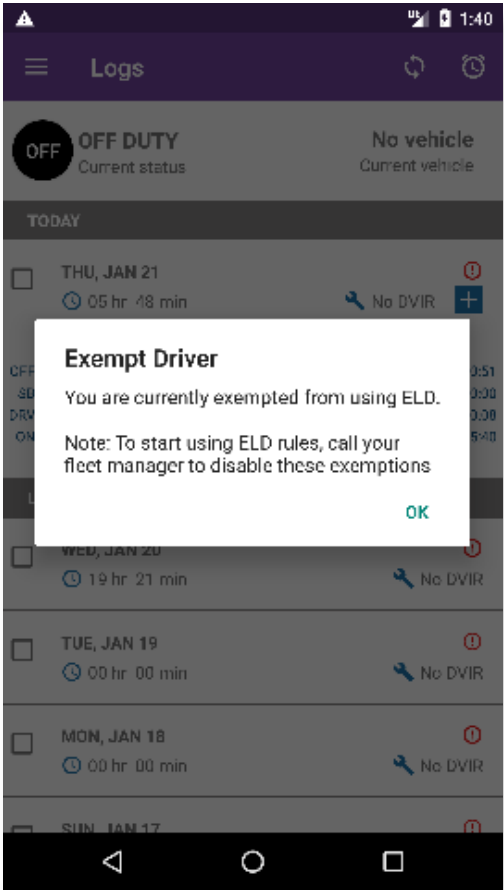 1:40
Logs
OFF
OFF DUTY
Current status
No vehicle
Current vehicle
TODAY
THU, JAN 21
05 hr 48 min
No DVIR
Exempt Driver
You are currently exempted from using ELD.
Note: To start using ELD rules, call your
fleet manager to disable these exemptions
OK
WED, JAN 20
19 hr 21 min
No DVIR
TUE, JAN 19
00 hr 00 min
No DVIR
MON, JAN 18
00 hr 00 min
No DVIR
SUN, JAN 17